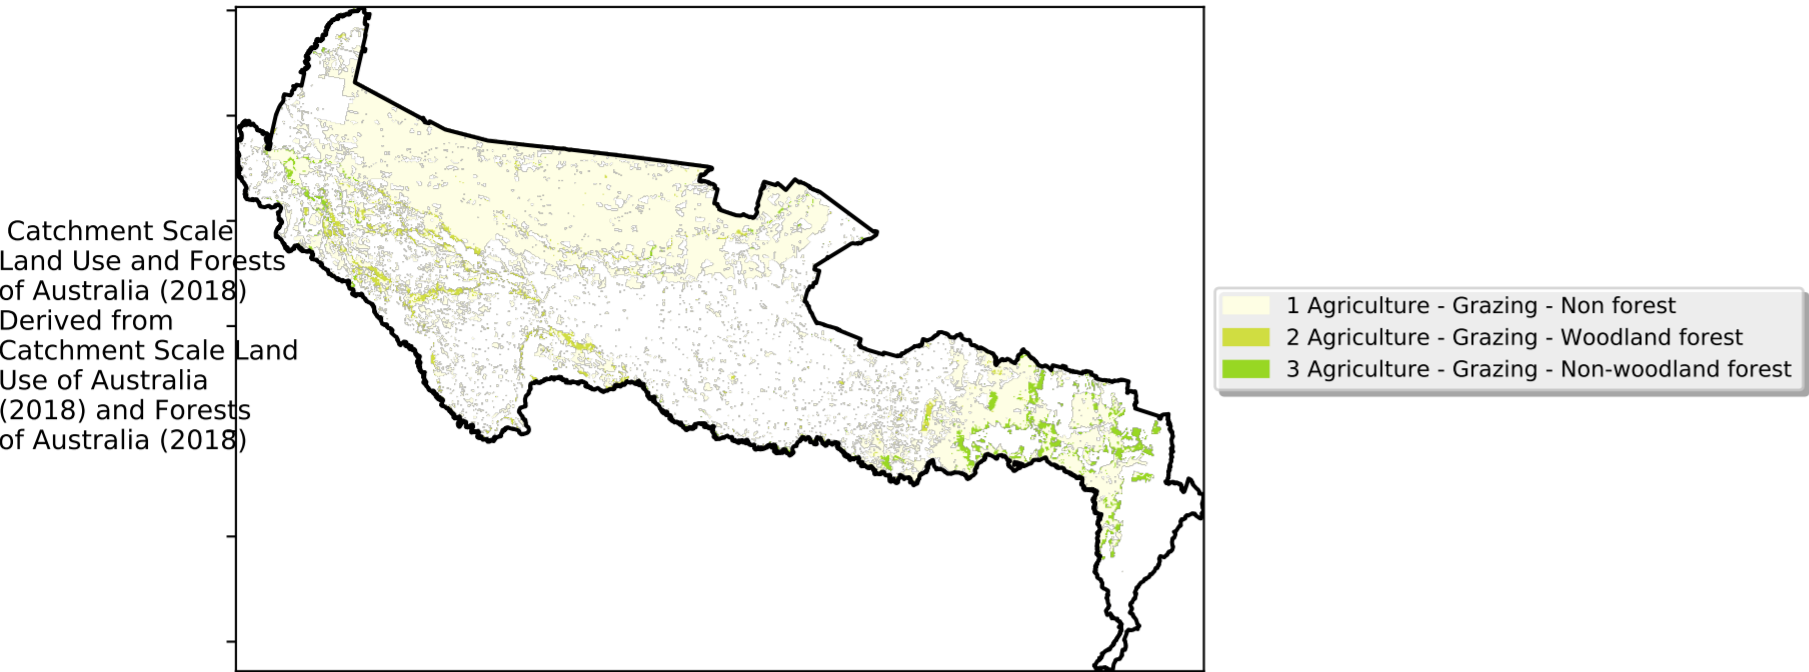 Catchment Scale
Land Use and Forests
of Australia (2018)
Derived from
Catchment Scale Land
Use of Australia
(2018) and Forests
of Australia (2018)
1 Agriculture - Grazing - Non forest
2 Agriculture - Grazing - Woodland forest
3 Agriculture - Grazing - Non-woodland forest